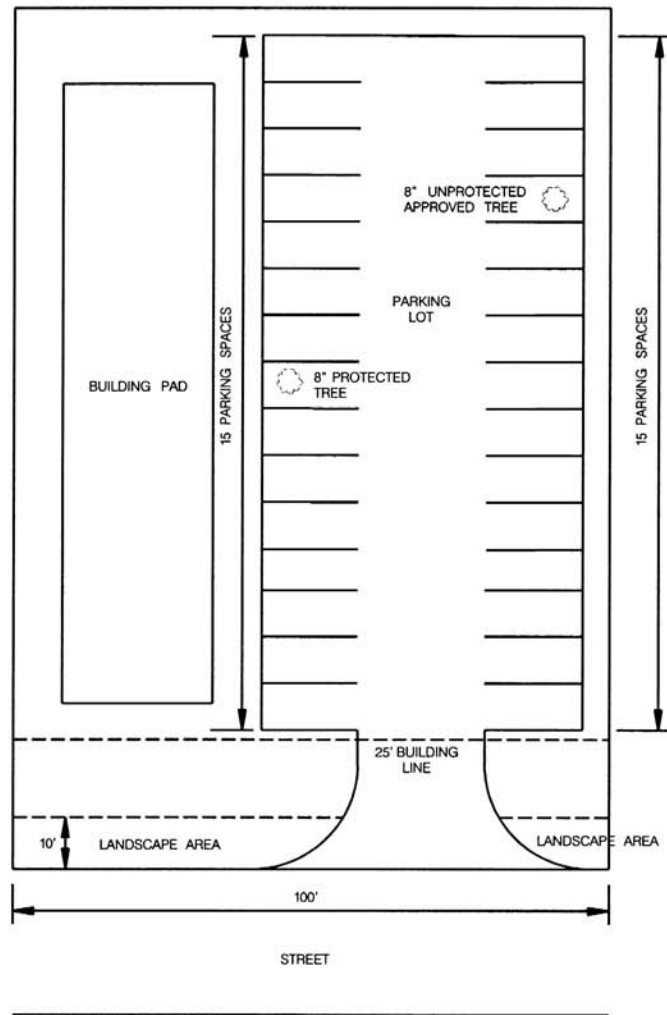 8" UNPROTECTED
APPROVED TREE
PARKING
LOT
15 PARKING SPACES
15 PARKING SPACES
BUILDING PAD
8" PROTECTED
TREE
25' BUILDING
LINE
10'
LANDSCAPE AREA
LANDSCAPE AREA
100'
STREET